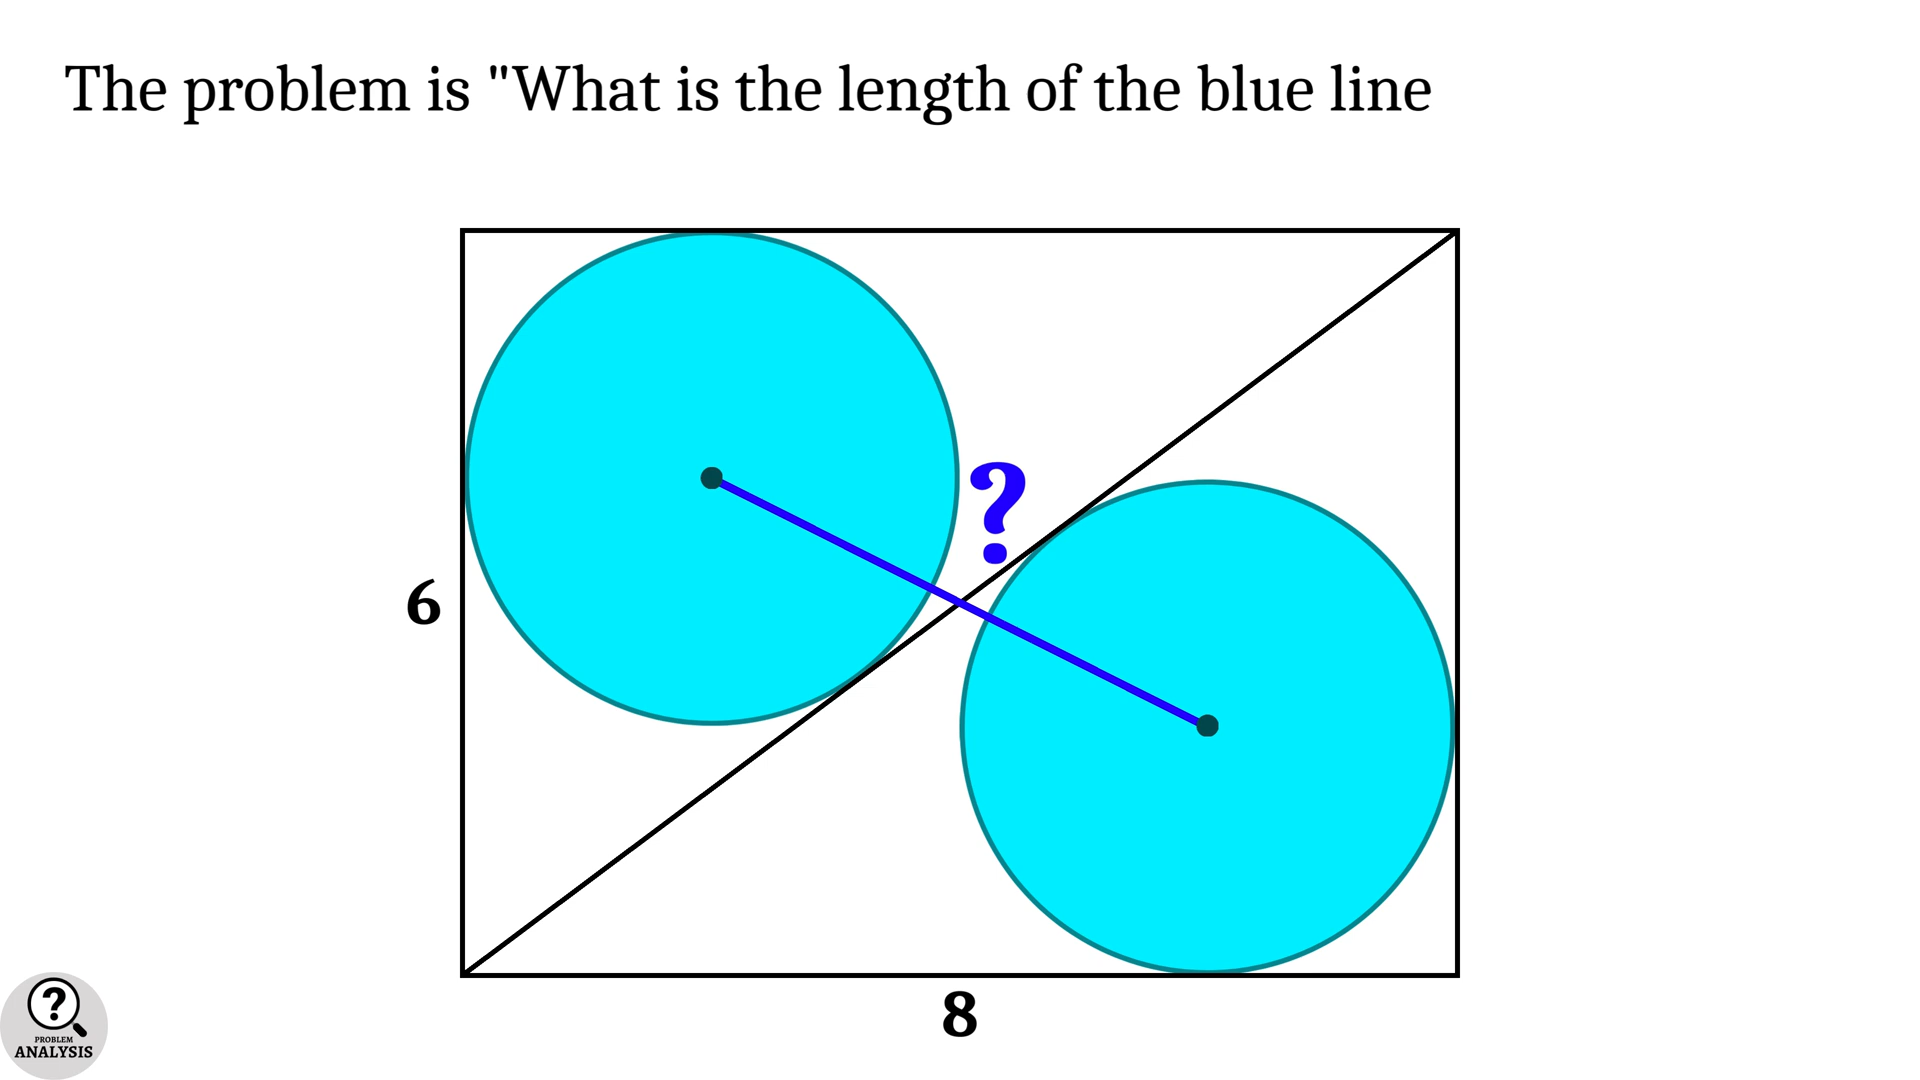 The problem is "What is the length of the blue line
?
6
8
?
PROBLEM
ANALYSIS